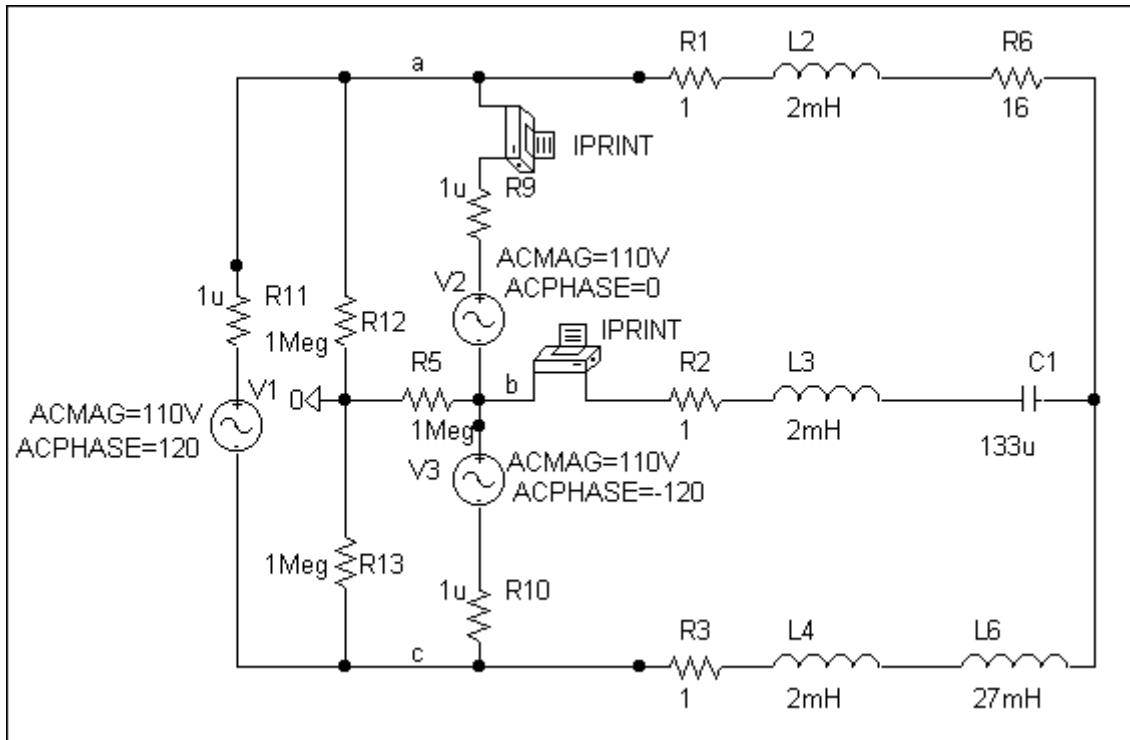 R1
L2
R6
a
1
2mH
16
IPRINT
1u
R9
ACMAG=110V
ACPHASE=0
V2
1u
R11
R12
1Meg
IPRINT
R5
b
R2
L3
C1
V1
0
1Meg
1
2mH
133u
ACMAG=110V
ACPHASE=120
V3
ACMAG=110V
ACPHASE=-120
1Meg
R13
1u
R10
R3
L4
L6
c
1
2mH
27mH